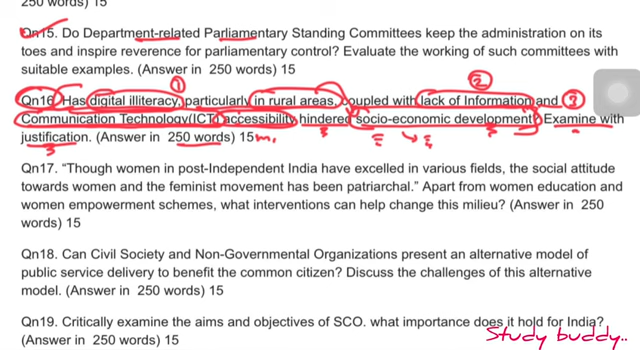 250 words) 15
Qn15. Do Department-related Parliamentary Standing Committees keep the administration on its
toes and inspire reverence for parliamentary control? Evaluate the working of such committees with
suitable examples. (Answer in 250 words) 15
①
②
Qn16. Has digital illiteracy, particularly in rural areas, coupled with lack of Information and ③
Communication Technology(ICT) accessibility hindered socio-economic development? Examine with
justification. (Answer in 250 words) 15m.
Qn17. “Though women in post-Independent India have excelled in various fields, the social attitude
towards women and the feminist movement has been patriarchal.” Apart from women education and
women empowerment schemes, what interventions can help change this milieu? (Answer in 250
words) 15
Qn18. Can Civil Society and Non-Governmental Organizations present an alternative model of
public service delivery to benefit the common citizen? Discuss the challenges of this alternative
model. (Answer in 250 words) 15
Qn19. Critically examine the aims and objectives of SCO. what importance does it hold for India?
(Answer in 250 words) 15
Study buddy..